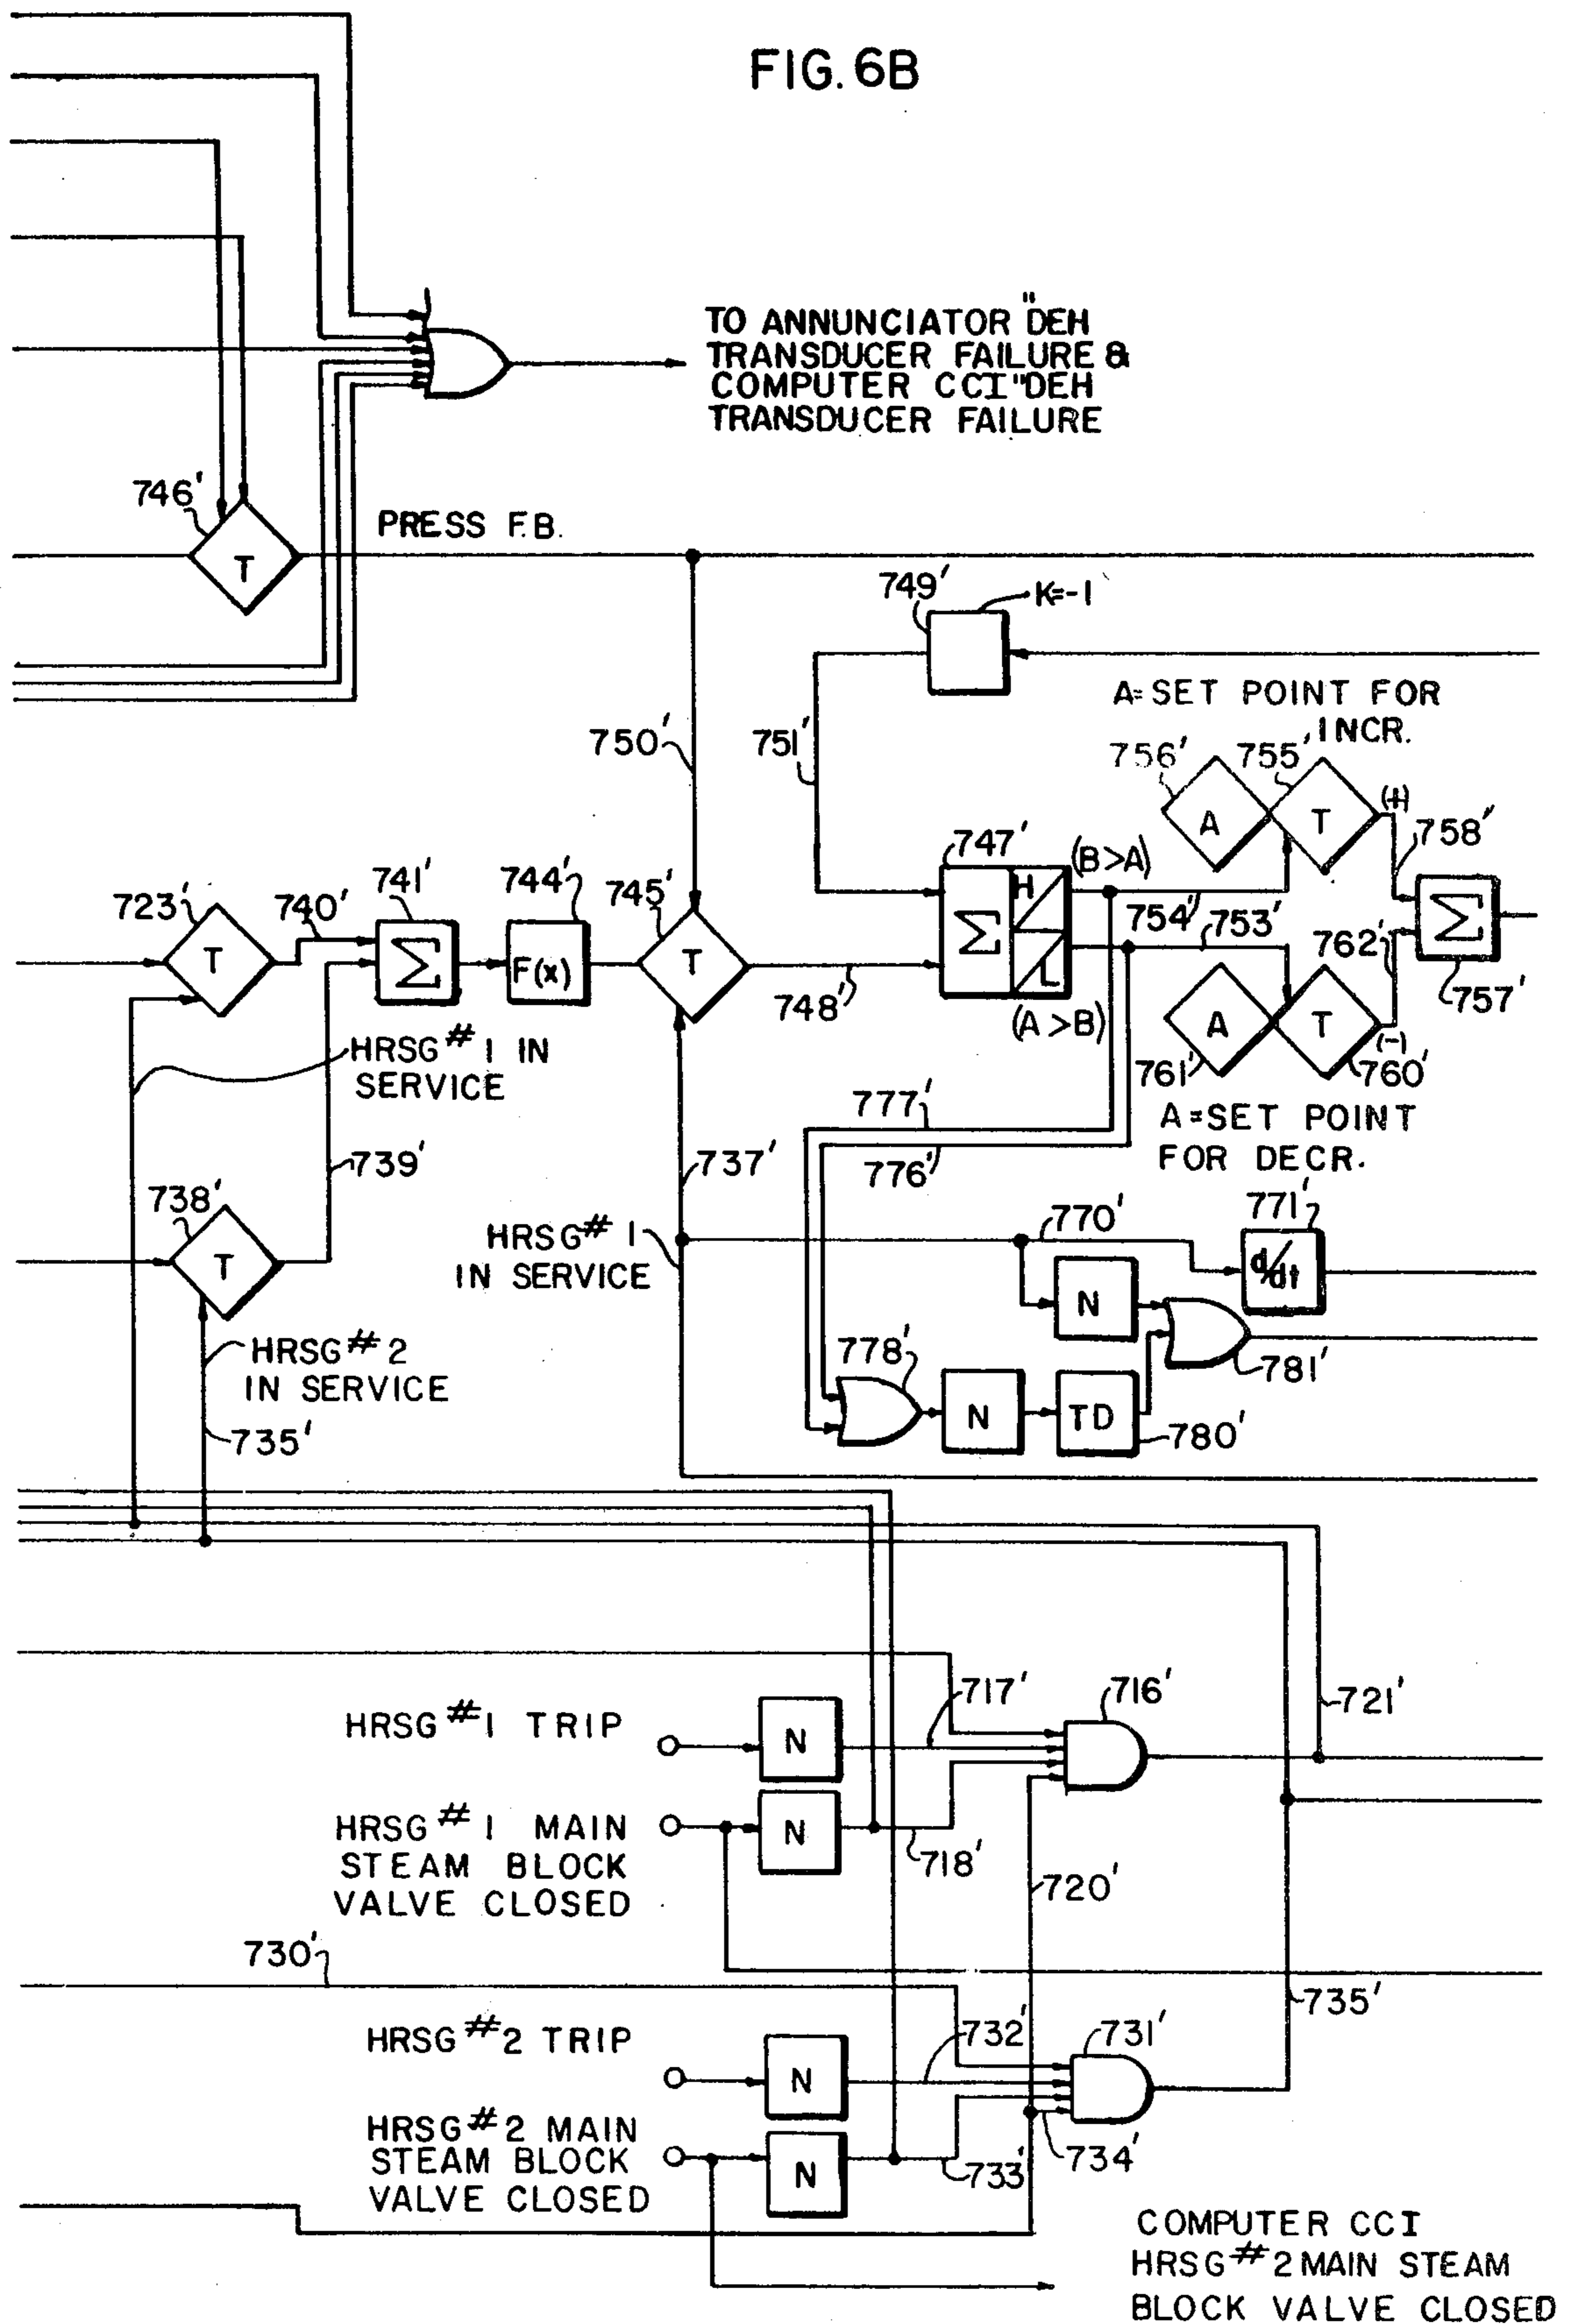 FIG. 6B
TO ANNUNCIATOR "DEH
TRANSDUCER FAILURE &
COMPUTER CCI "DEH
TRANSDUCER FAILURE
746'
T
PRESS F.B.
749'
K=-1
A=SET POINT FOR
INCR.
750'
751'
756'
755'
A
T
(+)
758'
747'
(B>A)
H
Σ
L
(A>B)
754'
753'
762'
Σ
757'
723'
T
740'
741'
Σ
744'
F(x)
745'
T
748'
A
T
(-)
761'
760'
A=SET POINT
FOR DECR.
HRSG #1 IN
SERVICE
777'
776'
739'
737'
738'
T
HRSG #1
IN SERVICE
770'
771'
d/dt
N
HRSG #2
IN SERVICE
778'
781'
N
TD
780'
735'
717'
716'
721'
HRSG #1 TRIP
N
HRSG #1 MAIN
STEAM BLOCK
VALVE CLOSED
N
718'
720'
730'
735'
HRSG #2 TRIP
N
732'
731'
HRSG #2 MAIN
STEAM BLOCK
VALVE CLOSED
N
733'
734'
COMPUTER CCI
HRSG #2 MAIN STEAM
BLOCK VALVE CLOSED